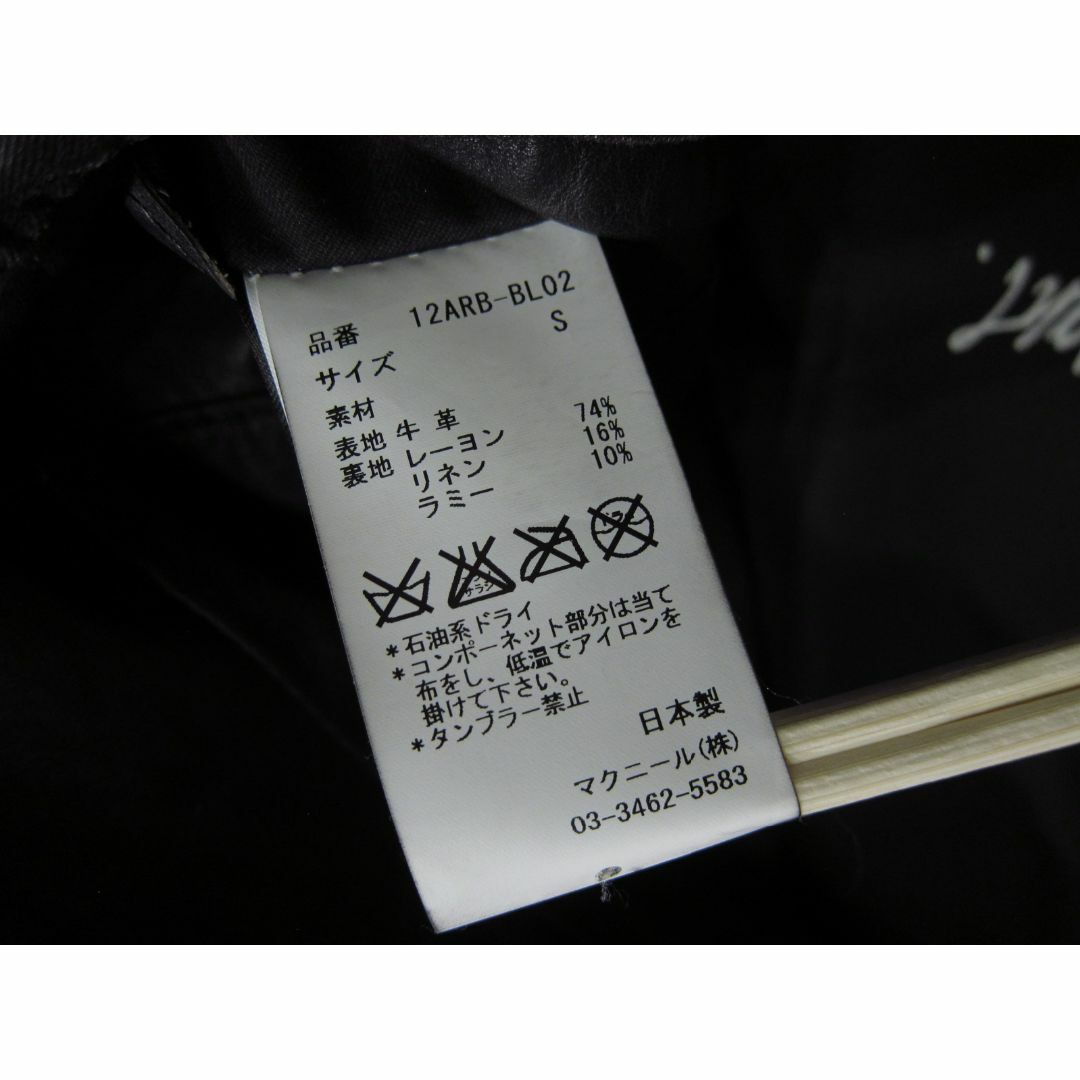 品番 12ARB-BL02
サイズ S
素材
表地 牛 革
裏地 レーヨン 74%
リネン 16%
ラミー 10%
サラシ
*石油系ドライ
*コンポーネット部分は当て
布をし、低温でアイロンを
掛けて下さい。
*タンブラー禁止
日本製
マクニール(株)
03-3462-5583